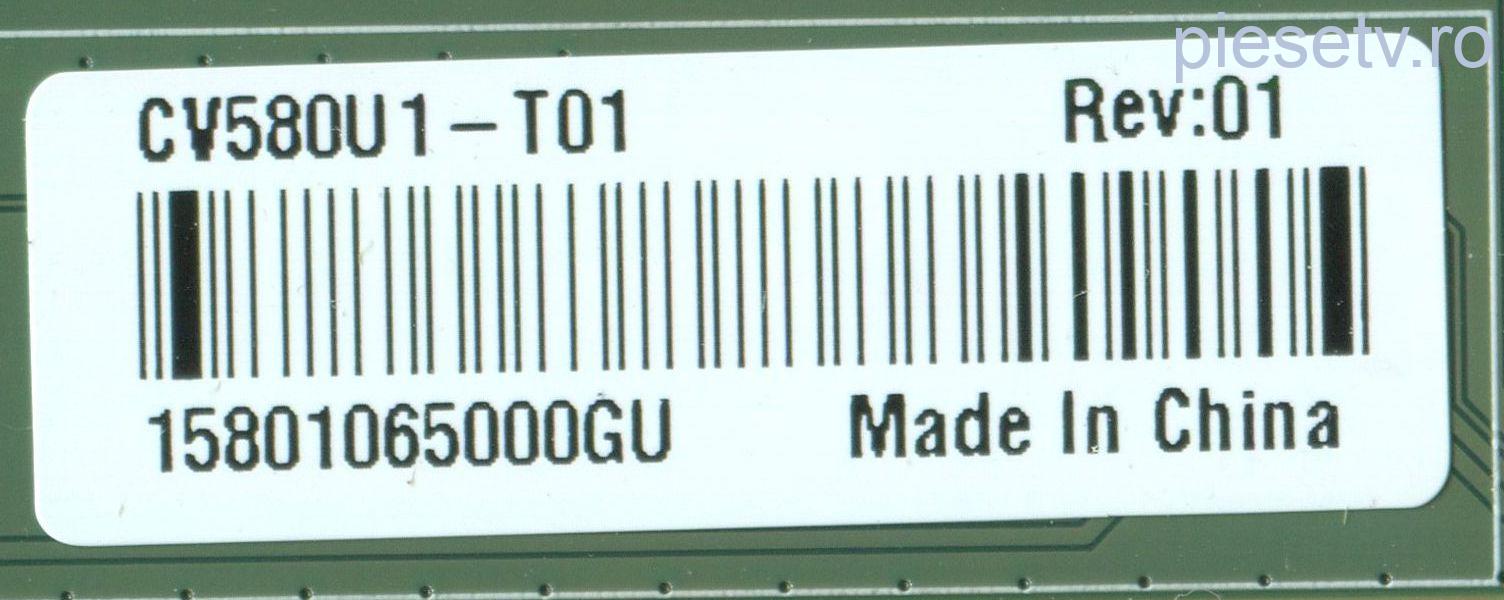 piesetv.ro
CV580U1-T01 Rev:01
15801065000GU Made In China